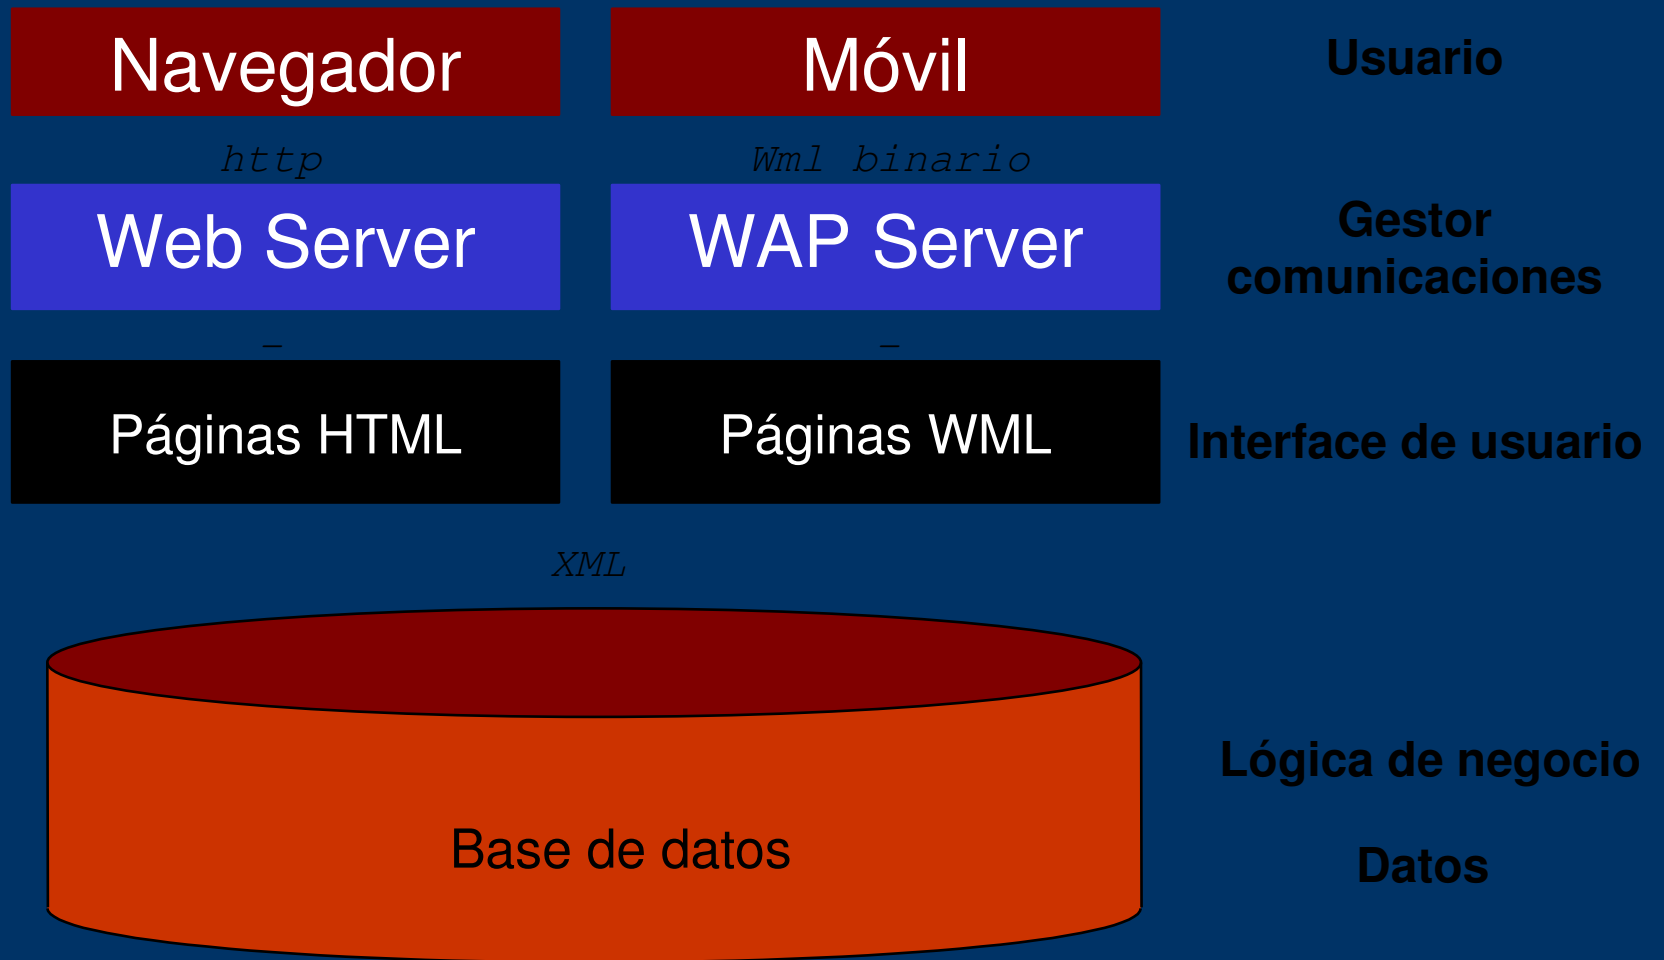 Navegador
Móvil
Usuario
http
Wml binario
Web Server
WAP Server
Gestor
comunicaciones
–
–
Páginas HTML
Páginas WML
Interface de usuario
XML
Lógica de negocio
Base de datos
Datos